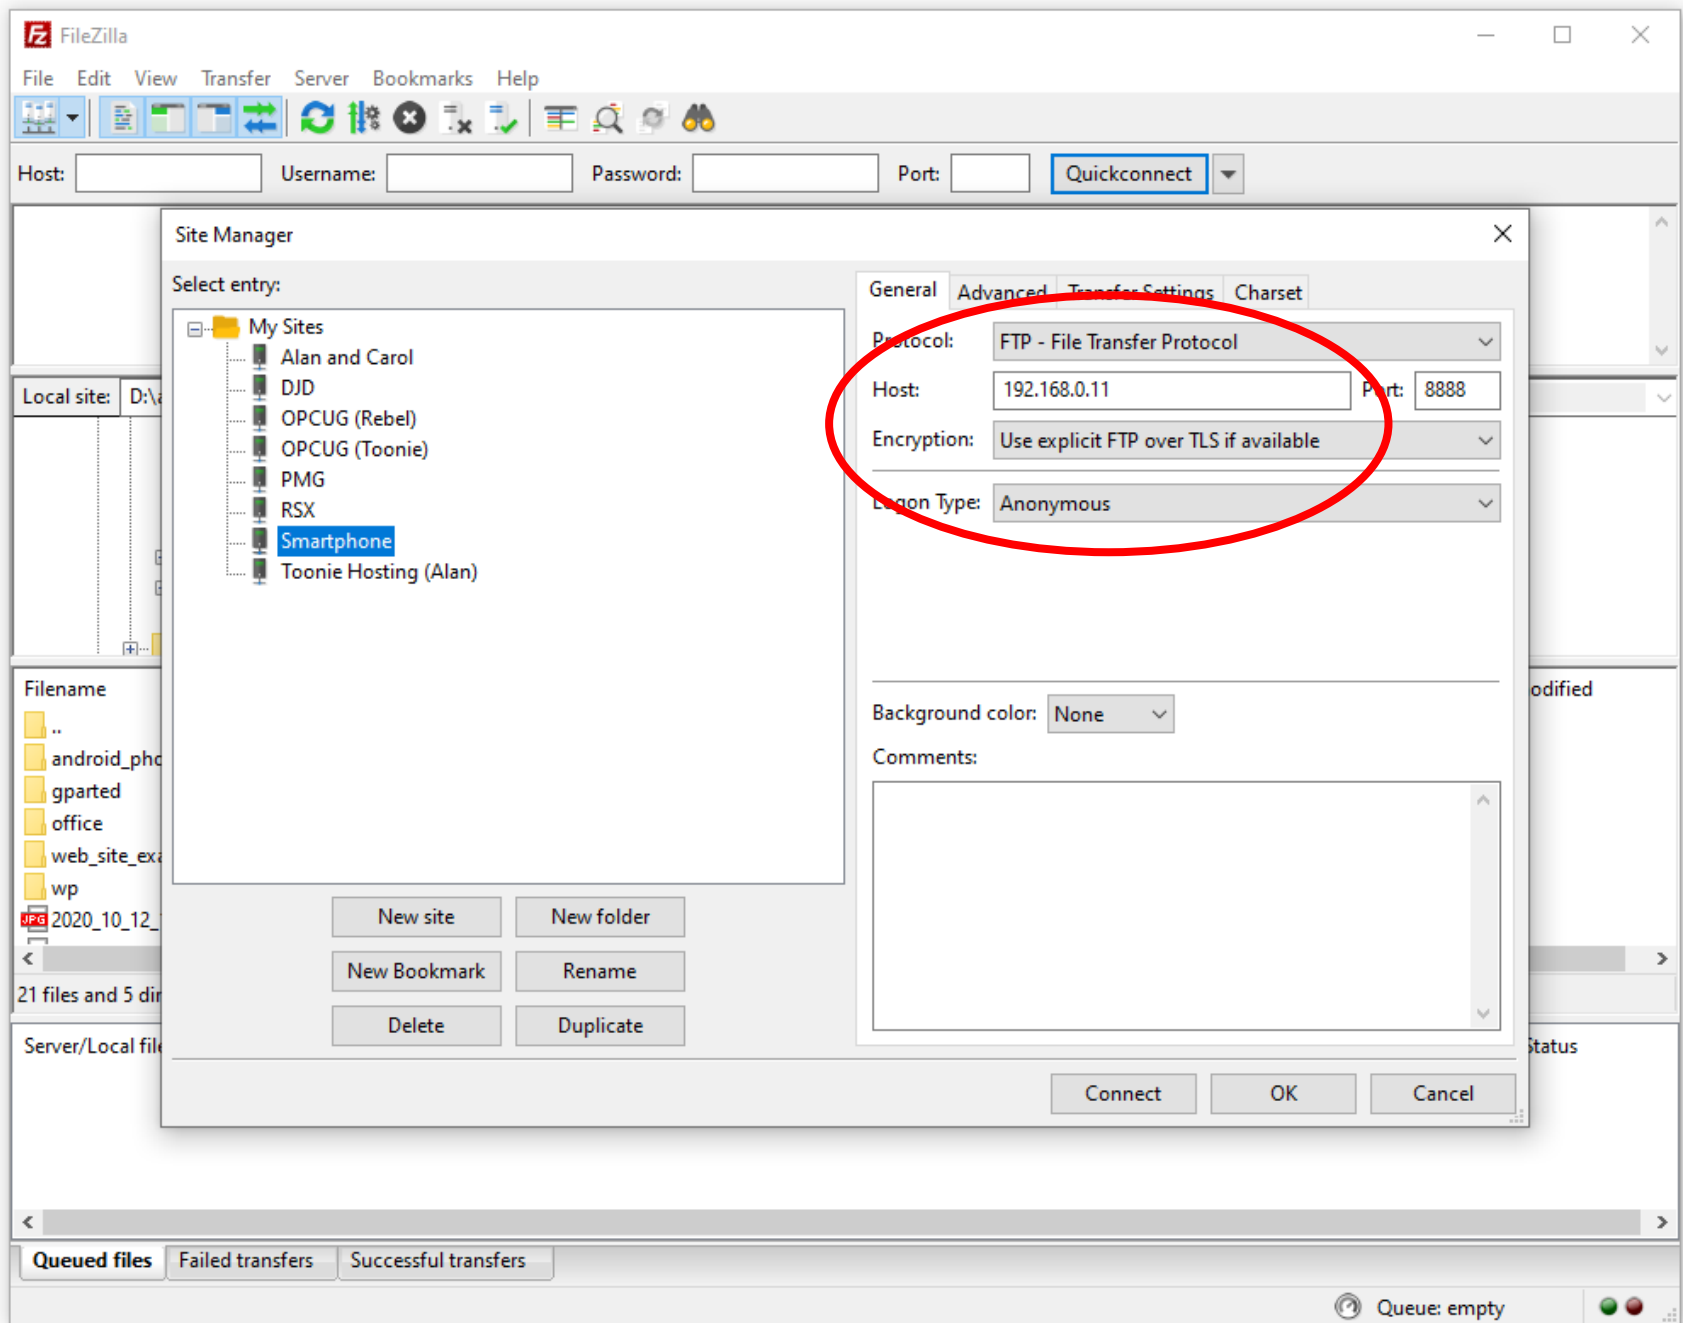 FileZilla
File Edit View Transfer Server Bookmarks Help
Host: Username: Password: Port: Quickconnect
Site Manager
Select entry:
My Sites
Alan and Carol
DJD
OPCUG (Rebel)
OPCUG (Toonie)
PMG
RSX
Smartphone
Toonie Hosting (Alan)
New site New folder
New Bookmark Rename
Delete Duplicate
General Advanced Transfer Settings Charset
Protocol: FTP - File Transfer Protocol
Host: 192.168.0.11 Port: 8888
Encryption: Use explicit FTP over TLS if available
Logon Type: Anonymous
Background color: None
Comments:
Connect OK Cancel
Local site: D:\a
Filename odified
..
android_pho
gparted
office
web_site_exa
wp
JPG 2020_10_12_
21 files and 5 dir
Server/Local file Status
Queued files Failed transfers Successful transfers
Queue: empty